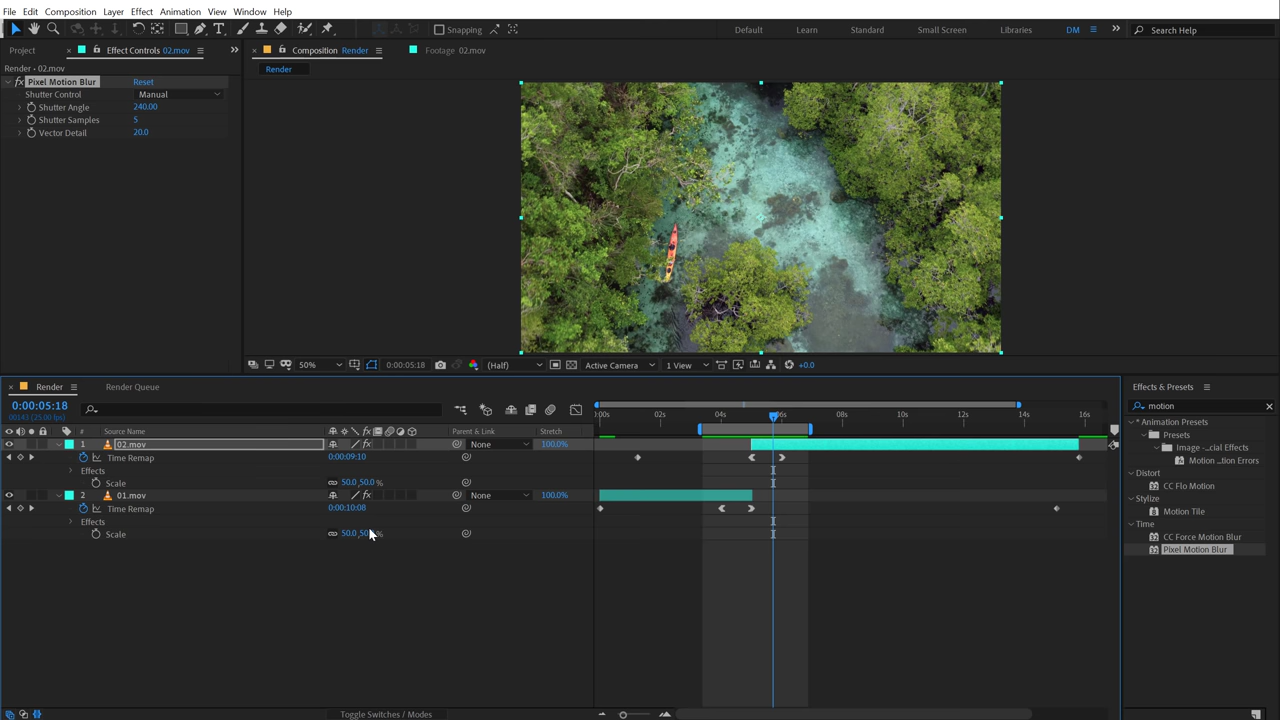 File Edit Composition Layer Effect Animation View Window Help
Snapping
Default Learn Standard Small Screen Libraries DM Search Help
Project Effect Controls 02.mov
Composition Render Footage 02.mov
Render • 02.mov
Render
fx Pixel Motion Blur Reset
Shutter Control Manual
Shutter Angle 240.00
Shutter Samples 5
Vector Detail 20.0
50% 0:00:05:18 (Half) Active Camera 1 View +0.0
Render Render Queue
Effects & Presets
0:00:05:18
00143 (25.00 fps)
motion
* Animation Presets
Presets
Image -...cial Effects
Motion ...tion Errors
Distort
CC Flo Motion
Stylize
Motion Tile
Time
CC Force Motion Blur
Pixel Motion Blur
# Source Name Parent & Link Stretch
:00s 02s 04s 06s 08s 10s 12s 14s 16s
1 02.mov None 100.0%
Time Remap 0:00:09:10
Effects
Scale 50.0,50.0 %
2 01.mov None 100.0%
Time Remap 0:00:10:08
Effects
Scale
Toggle Switches / Modes